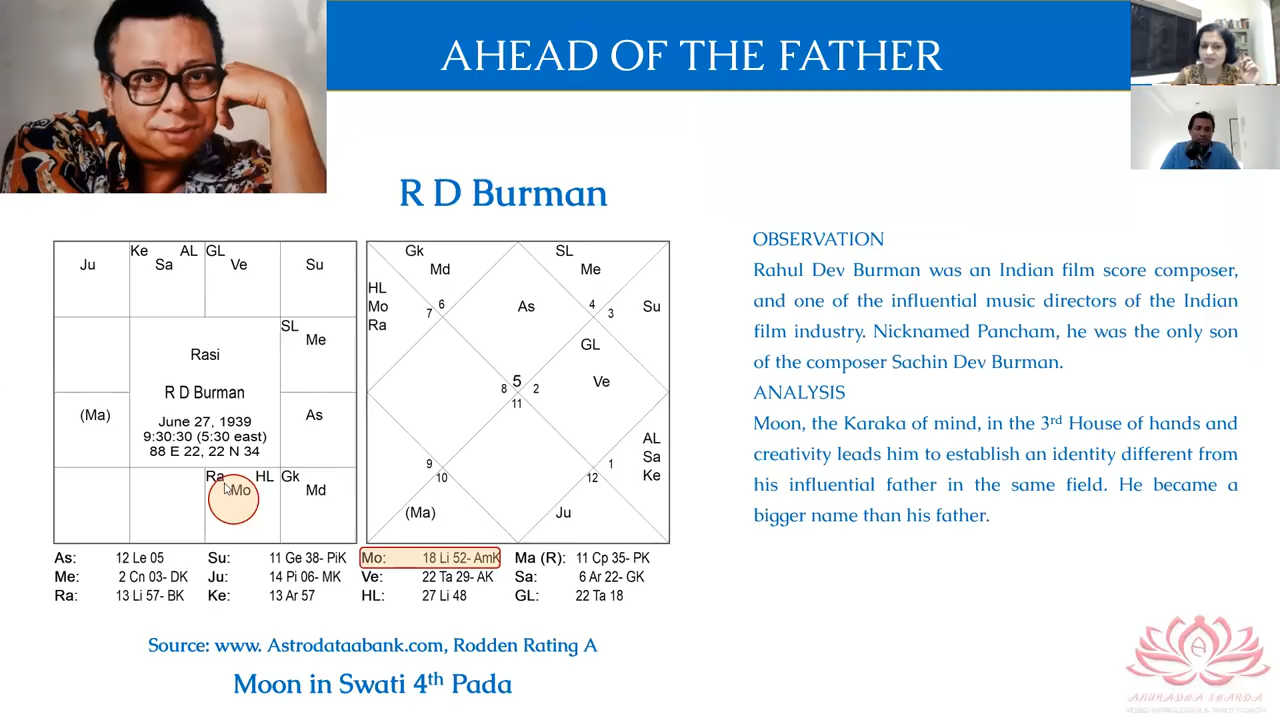 AHEAD OF THE FATHER
R D Burman
Ju
Ke AL GL
Sa Ve Su
SL
Me
Rasi
R D Burman
(Ma) As
June 27, 1939
9:30:30 (5:30 east)
88 E 22, 22 N 34
Ra HL Gk
Mo Md
Gk SL
Md Me
HL
Mo As Su
Ra
6 4
7 3
GL
Ve
5
8 2
11
AL
Sa
Ke
9 1
10 12
(Ma) Ju
As: 12 Le 05 Su: 11 Ge 38- PiK Mo: 18 Li 52- AmK Ma (R): 11 Cp 35- PK
Me: 2 Cn 03- DK Ju: 14 Pi 06- MK Ve: 22 Ta 29- AK Sa: 6 Ar 22- GK
Ra: 13 Li 57- BK Ke: 13 Ar 57 HL: 27 Li 48 GL: 22 Ta 18
Source: www. Astrodataabank.com, Rodden Rating A
Moon in Swati 4th Pada
OBSERVATION
Rahul Dev Burman was an Indian film score composer,
and one of the influential music directors of the Indian
film industry. Nicknamed Pancham, he was the only son
of the composer Sachin Dev Burman.
ANALYSIS
Moon, the Karaka of mind, in the 3rd House of hands and
creativity leads him to establish an identity different from
his influential father in the same field. He became a
bigger name than his father.
A
ANURADHA SHARDA
VEDIC ASTROLOGER & TAROT COACH